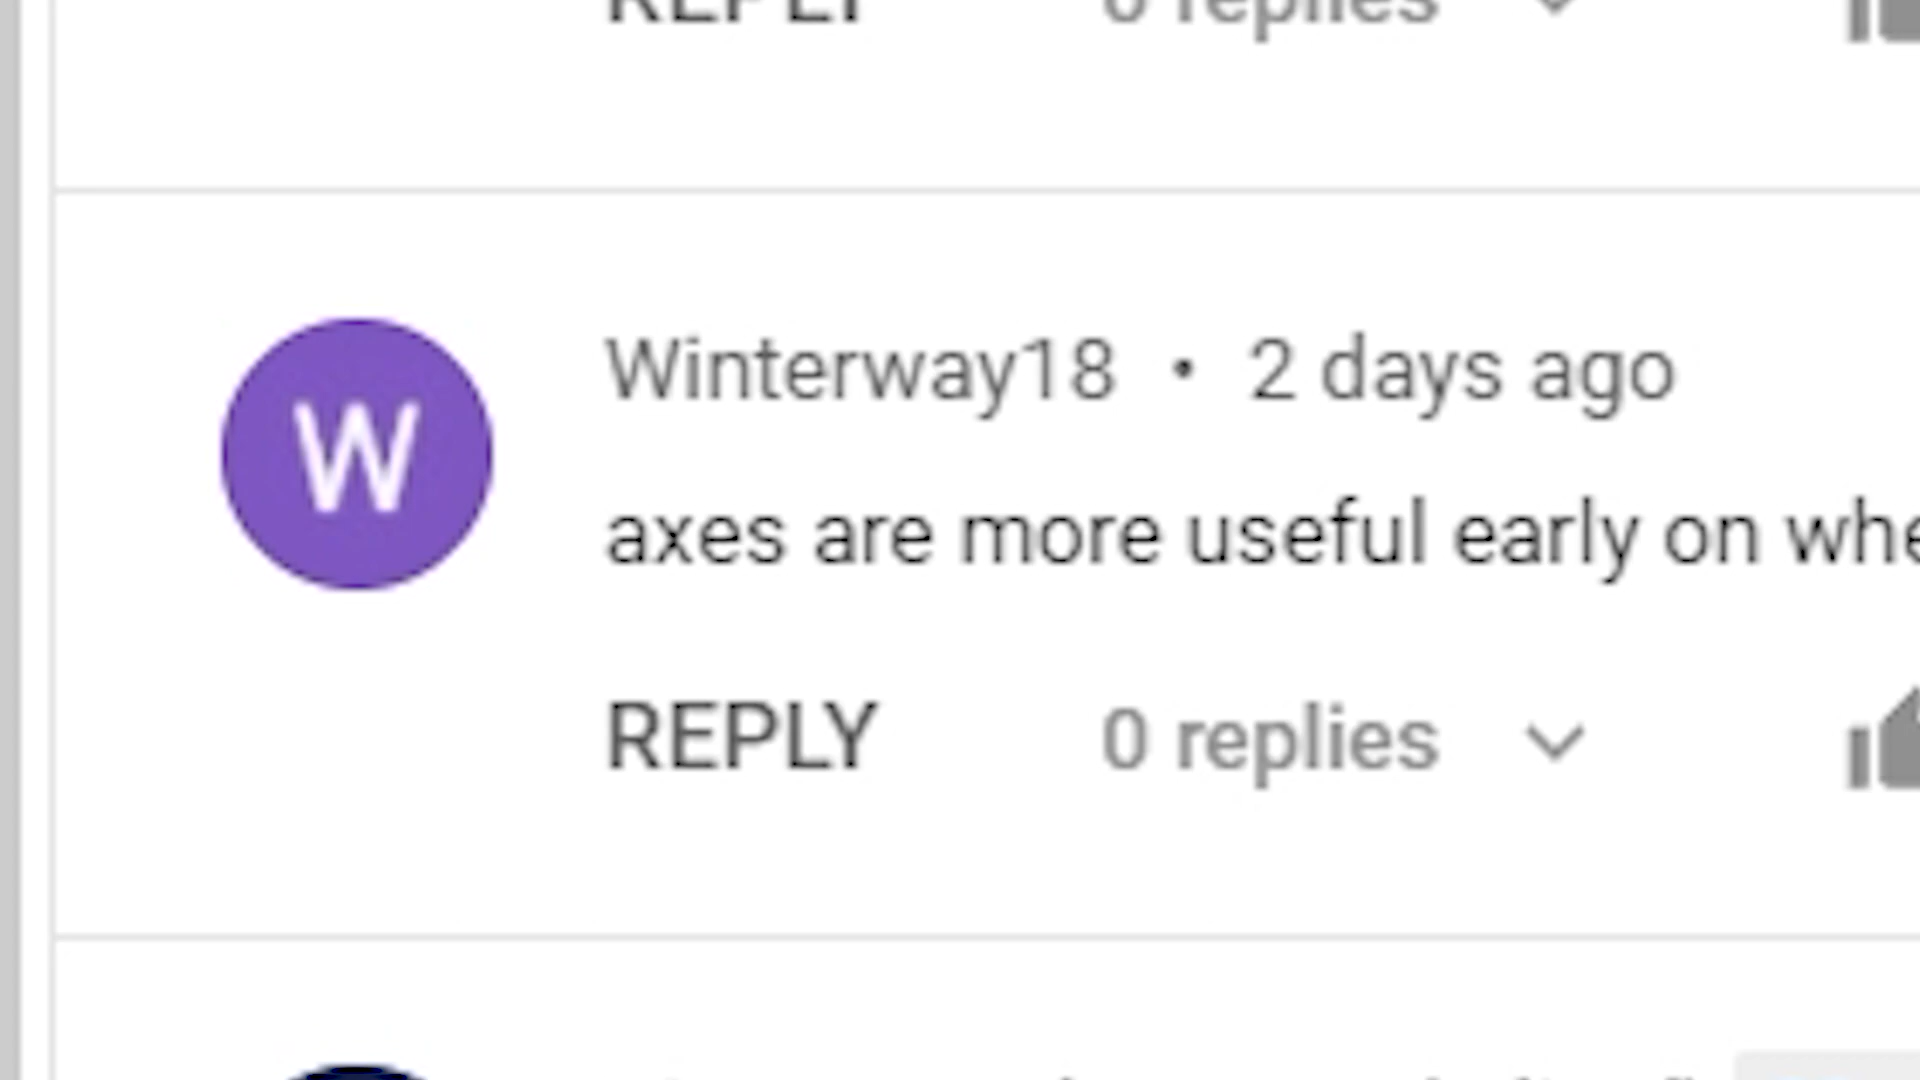 REPLY 0 replies
W
Winterway18 • 2 days ago
axes are more useful early on whe
REPLY 0 replies